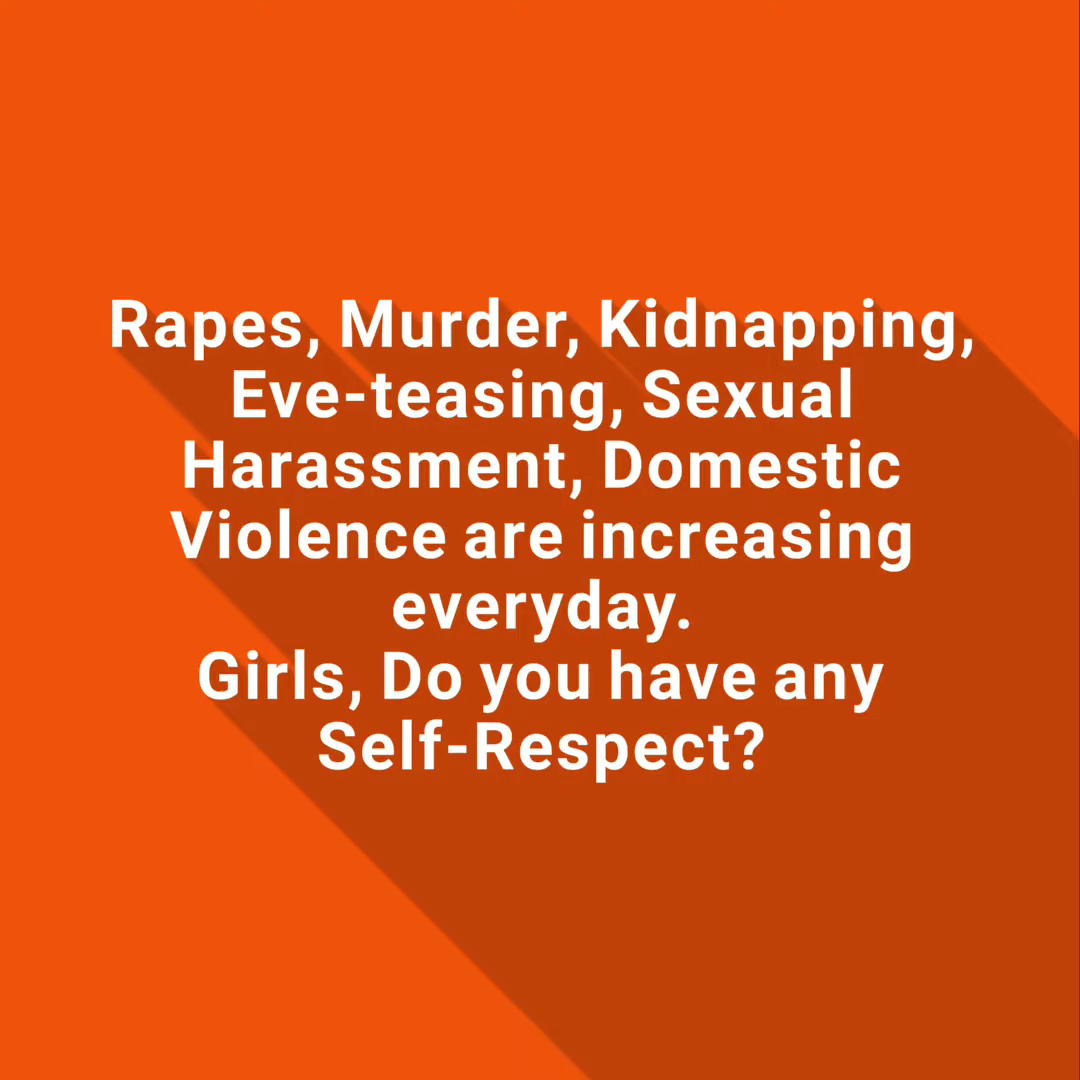 Rapes, Murder, Kidnapping,
Eve-teasing, Sexual
Harassment, Domestic
Violence are increasing
everyday.
Girls, Do you have any
Self-Respect?